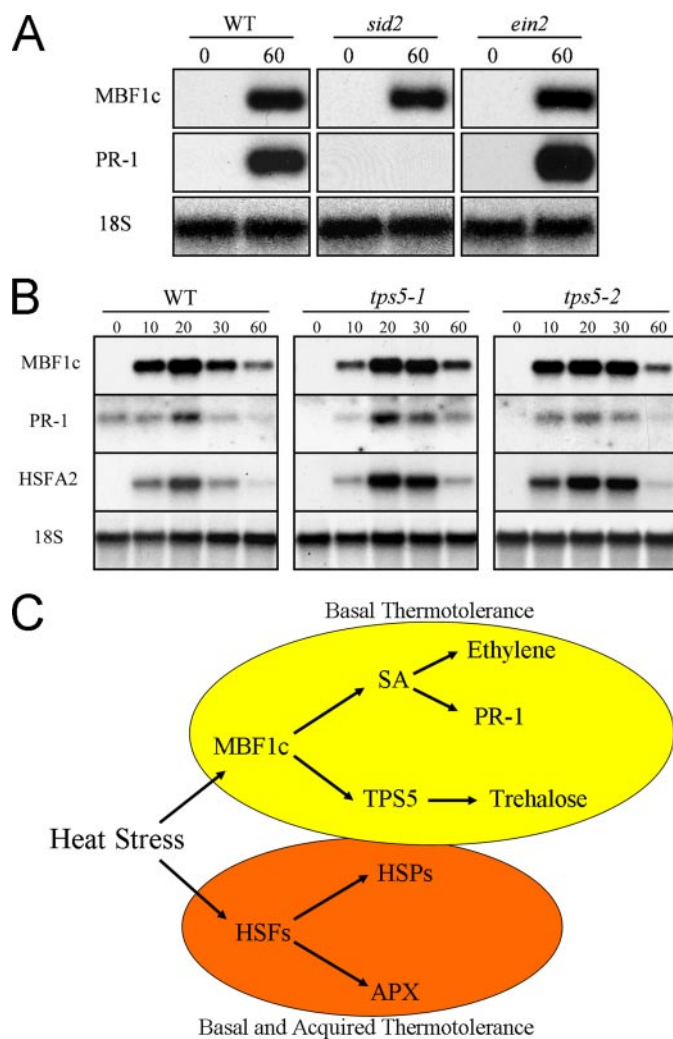 A
WT sid2 ein2
0 60 0 60 0 60
MBF1c
PR-1
18S
B
WT tps5-1 tps5-2
0 10 20 30 60 0 10 20 30 60 0 10 20 30 60
MBF1c
PR-1
HSFA2
18S
C
Basal Thermotolerance
Ethylene
SA
PR-1
MBF1c
TPS5 Trehalose
Heat Stress
HSPs
HSFs
APX
Basal and Acquired Thermotolerance